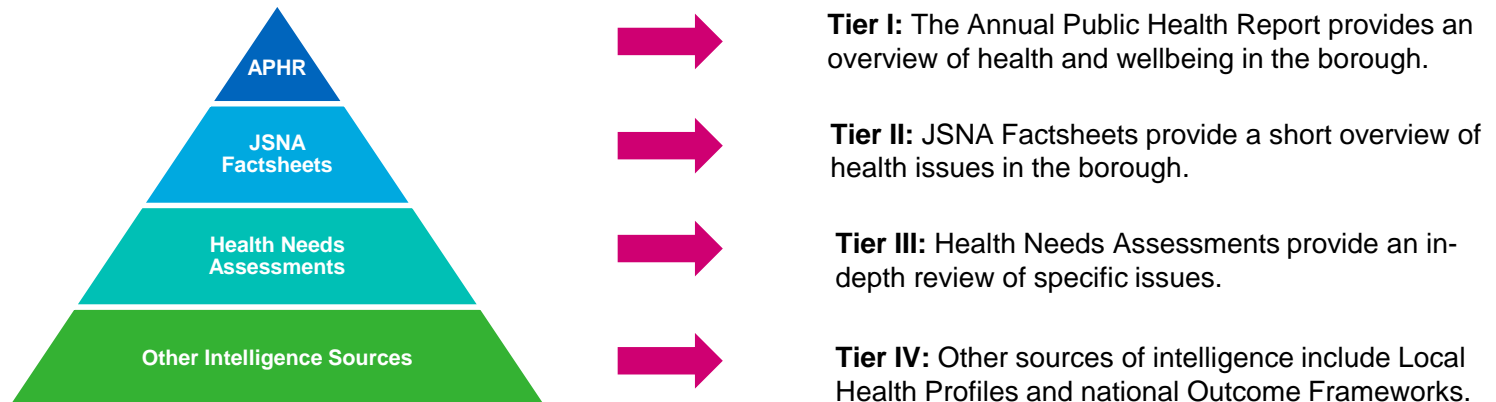 APHR
Tier I: The Annual Public Health Report provides an
overview of health and wellbeing in the borough.
JSNA
Factsheets
Tier II: JSNA Factsheets provide a short overview of
health issues in the borough.
Health Needs
Assessments
Tier III: Health Needs Assessments provide an in-
depth review of specific issues.
Other Intelligence Sources
Tier IV: Other sources of intelligence include Local
Health Profiles and national Outcome Frameworks.